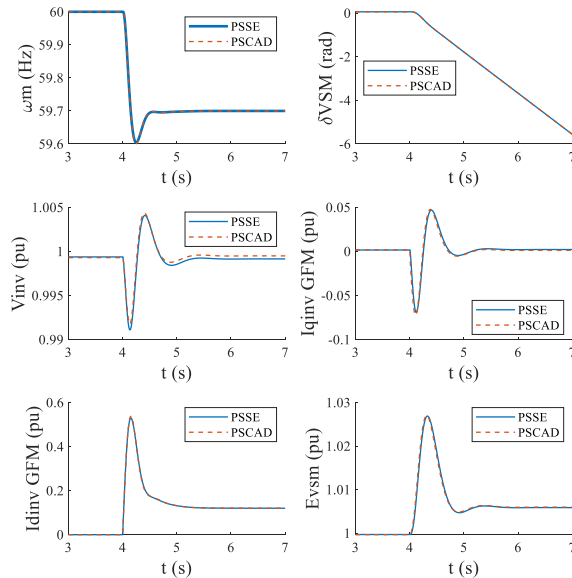 ωm (Hz)
60
59.9
59.8
59.7
59.6
3 4 5 6 7
t (s)
PSSE
PSCAD
δVSM (rad)
0
-2
-4
-6
3 4 5 6 7
t (s)
PSSE
PSCAD
Vinv (pu)
1.005
1
0.995
0.99
3 4 5 6 7
t (s)
PSSE
PSCAD
Iqinv GFM (pu)
0.05
0
-0.05
-0.1
3 4 5 6 7
t (s)
PSSE
PSCAD
Idinv GFM (pu)
0.6
0.4
0.2
0
3 4 5 6 7
t (s)
PSSE
PSCAD
Evsm (pu)
1.03
1.02
1.01
1
3 4 5 6 7
t (s)
PSSE
PSCAD